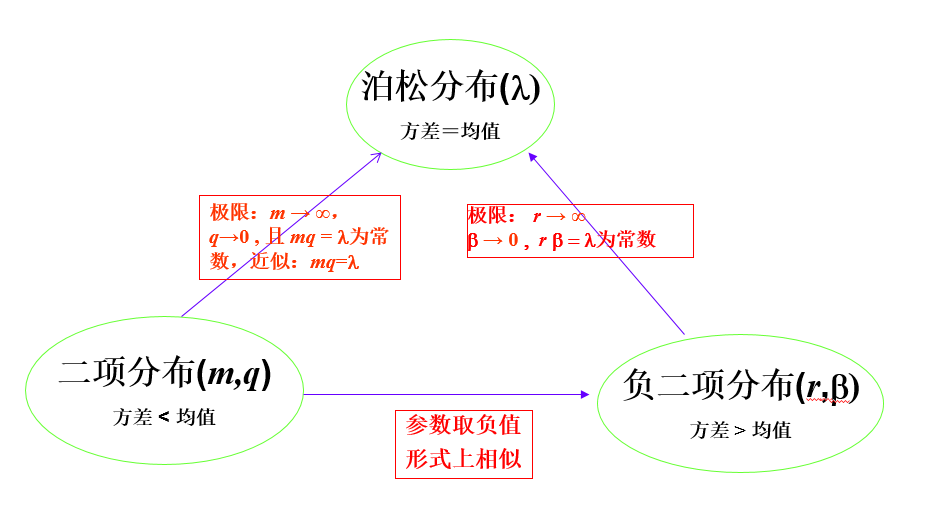 泊松分布(λ)
方差＝均值
极限：m → ∞，
q→0 , 且 mq = λ为常
数，近似：mq=λ
极限： r → ∞
β → 0 , r β = λ为常数
二项分布(m,q)
方差 < 均值
负二项分布(r,β)
方差 > 均值
参数取负值
形式上相似